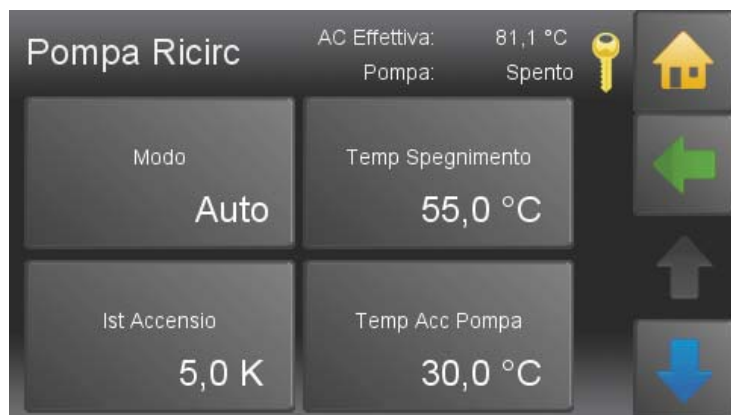 Pompa Ricirc
AC Effettiva: 81,1 °C
Pompa: Spento
Modo
Auto
Temp Spegnimento
55,0 °C
Ist Accensio
5,0 K
Temp Acc Pompa
30,0 °C